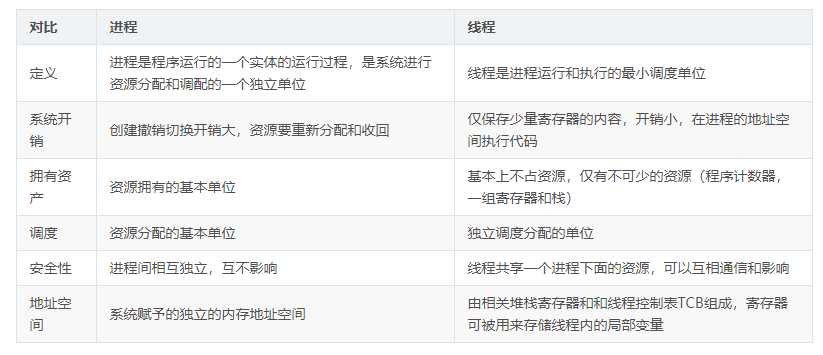 对比 进程 线程
定义 进程是程序运行的一个实体的运行过程，是系统进行 线程是进程运行和执行的最小调度单位
资源分配和调配的一个独立单位
系统开 创建撤销切换开销大，资源要重新分配和收回 仅保存少量寄存器的内容，开销小，在进程的地址空
销 间执行代码
拥有资 资源拥有的基本单位 基本上不占资源，仅有不可少的资源（程序计数器，
产 一组寄存器和栈）
调度 资源分配的基本单位 独立调度分配的单位
安全性 进程间相互独立，互不影响 线程共享一个进程下面的资源，可以互相通信和影响
地址空 系统赋予的独立的内存地址空间 由相关堆栈寄存器和和线程控制表TCB组成，寄存器
间 可被用来存储线程内的局部变量